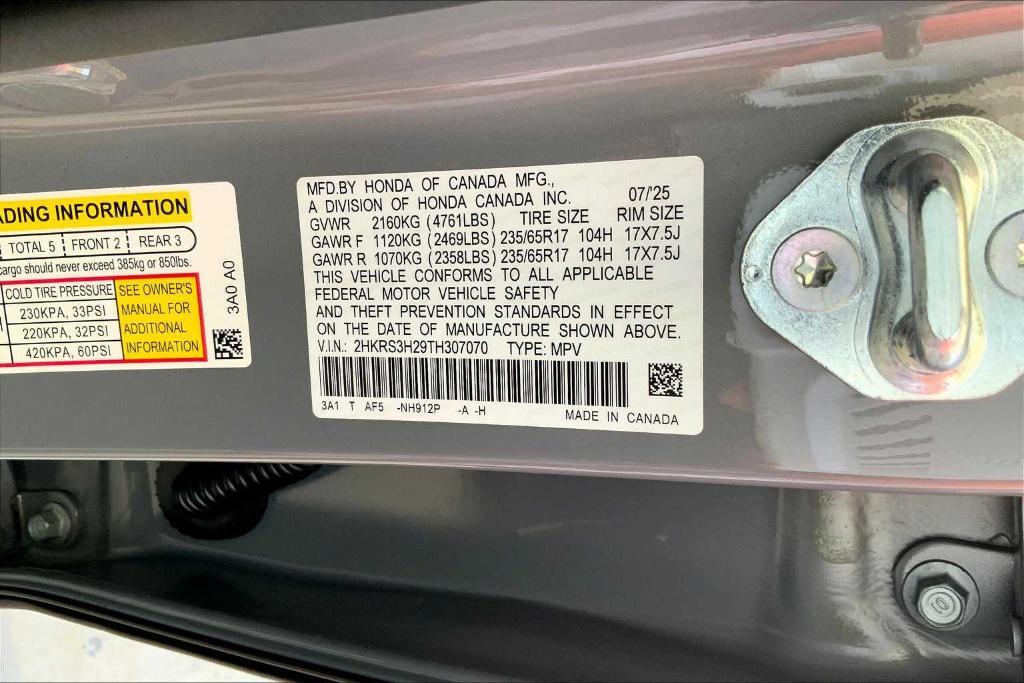 ADING INFORMATION
TOTAL 5 FRONT 2 REAR 3
cargo should never exceed 385kg or 850lbs.
COLD TIRE PRESSURE
230KPA, 33PSI
220KPA, 32PSI
420KPA, 60PSI
SEE OWNER'S
MANUAL FOR
ADDITIONAL
INFORMATION
3A0 A0
MFD.BY HONDA OF CANADA MFG.,
A DIVISION OF HONDA CANADA INC. 07/'25
GVWR 2160KG (4761LBS) TIRE SIZE RIM SIZE
GAWR F 1120KG (2469LBS) 235/65R17 104H 17X7.5J
GAWR R 1070KG (2358LBS) 235/65R17 104H 17X7.5J
THIS VEHICLE CONFORMS TO ALL APPLICABLE
FEDERAL MOTOR VEHICLE SAFETY
AND THEFT PREVENTION STANDARDS IN EFFECT
ON THE DATE OF MANUFACTURE SHOWN ABOVE.
V.I.N.: 2HKRS3H29TH307070 TYPE: MPV
3A1 T AF5 -NH912P -A -H
MADE IN CANADA
10